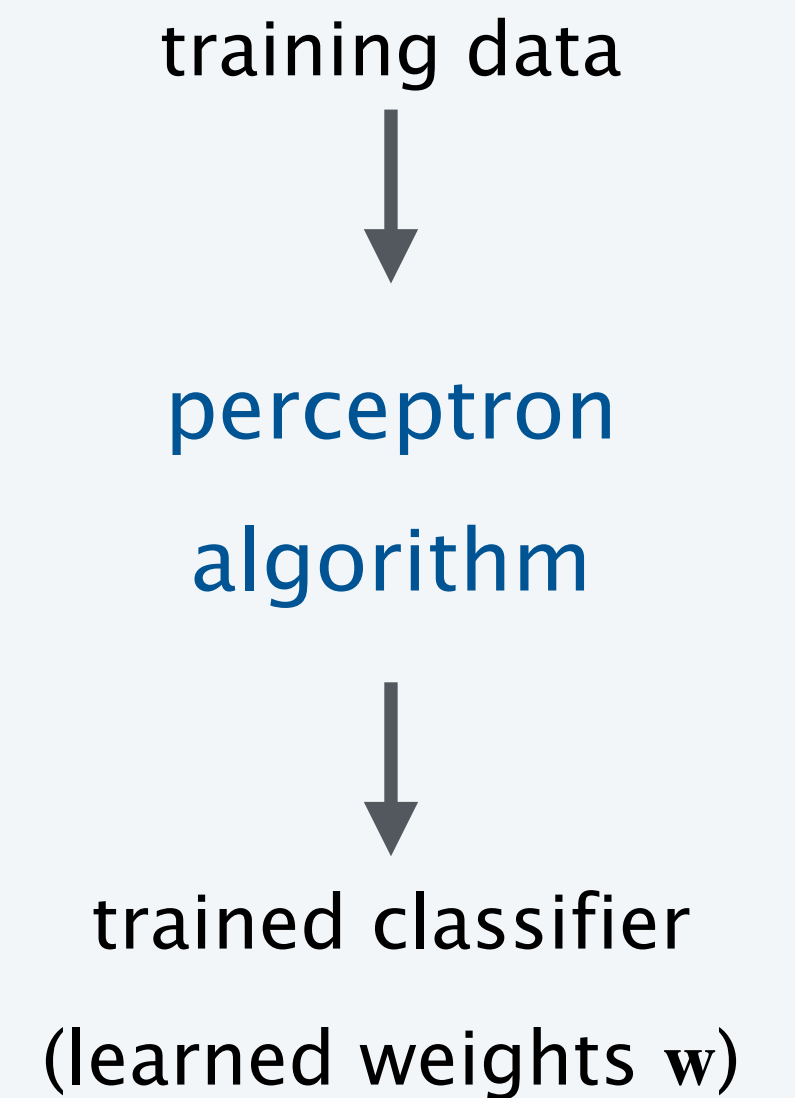 training data
perceptron
algorithm
trained classifier
(learned weights w)